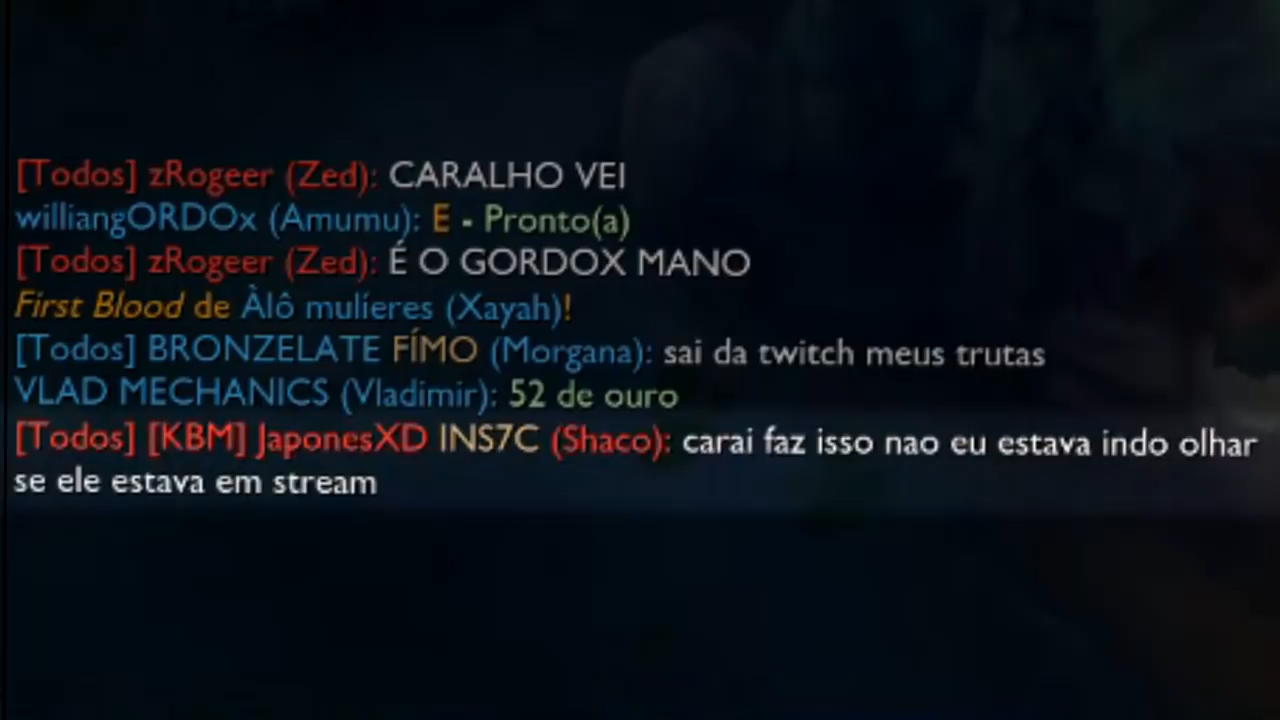 [Todos] zRogeer (Zed): CARALHO VEI
williangORDOx (Amumu): E - Pronto(a)
[Todos] zRogeer (Zed): É O GORDOX MANO
First Blood de Àlô mulíeres (Xayah)!
[Todos] BRONZELATE FÍMO (Morgana): sai da twitch meus trutas
VLAD MECHANICS (Vladimir): 52 de ouro
[Todos] [KBM] JaponesXD INS7C (Shaco): carai faz isso nao eu estava indo olhar
se ele estava em stream